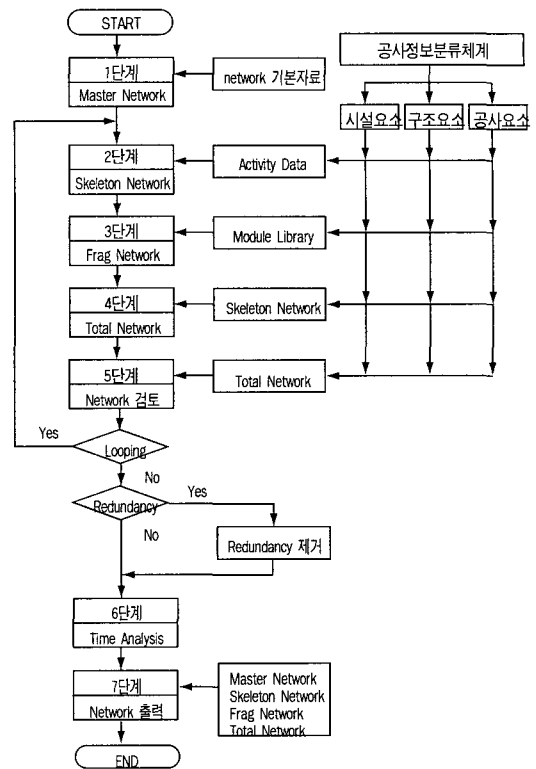 START
공사정보분류체계
1단계
Master Network
network 기본자료
시설요소
구조요소
공사요소
2단계
Skeleton Network
Activity Data
3단계
Frag Network
Module Library
4단계
Total Network
Skeleton Network
5단계
Network 검토
Total Network
Yes
Looping
No
Redundancy
Yes
No
Redundancy 제거
6단계
Time Analysis
7단계
Network 출력
Master Network
Skeleton Network
Frag Network
Total Network
END